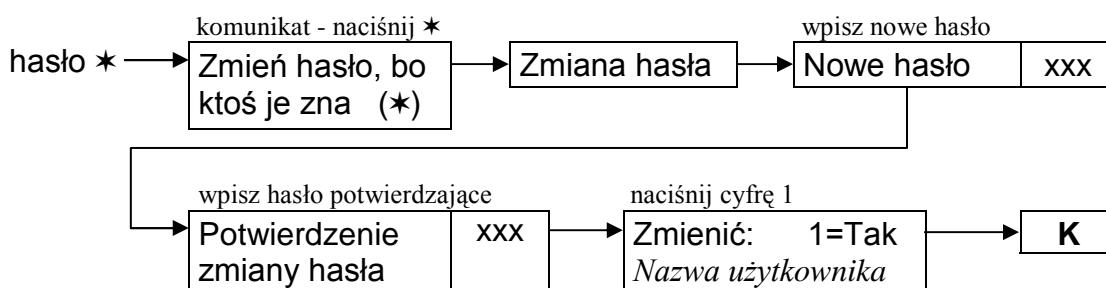 komunikat - naciśnij ✶
wpisz nowe hasło
hasło ✶
Zmień hasło, bo
ktoś je zna (✶)
Zmiana hasła
Nowe hasło
xxx
wpisz hasło potwierdzające
naciśnij cyfrę 1
Potwierdzenie
zmiany hasła
xxx
Zmienić: 1=Tak
Nazwa użytkownika
K